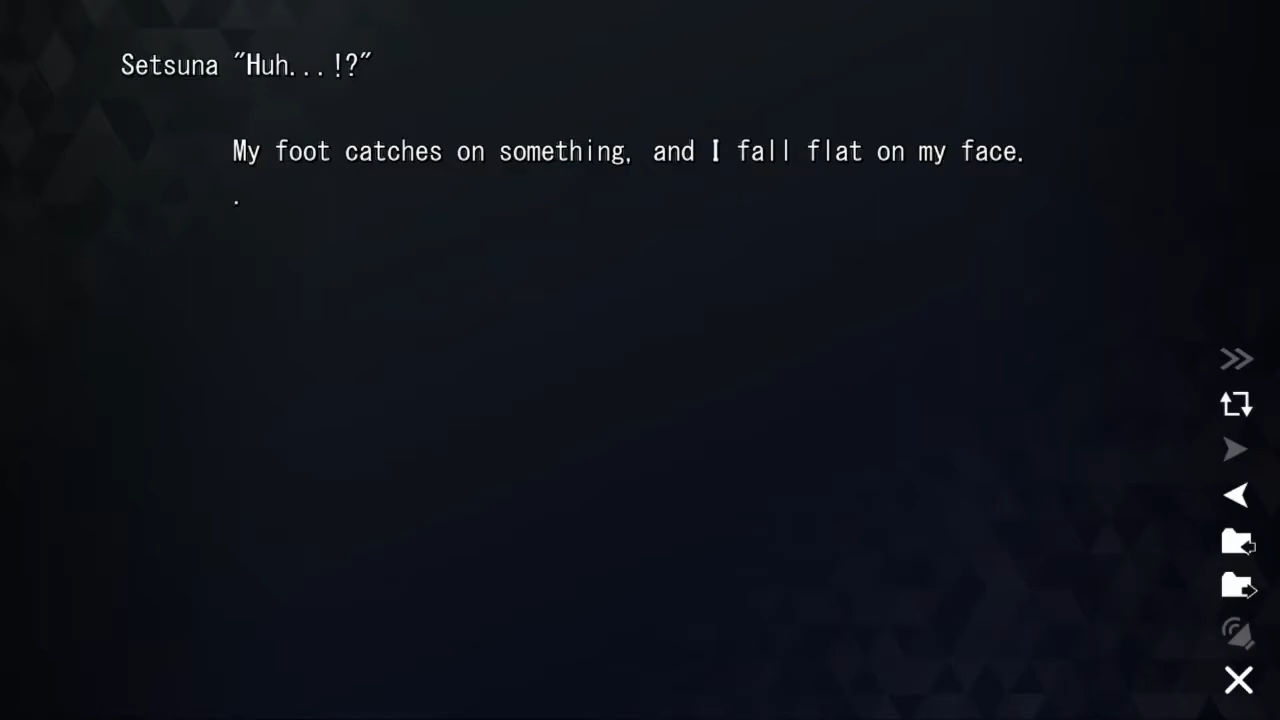 Setsuna "Huh...!?"
My foot catches on something, and I fall flat on my face.
.